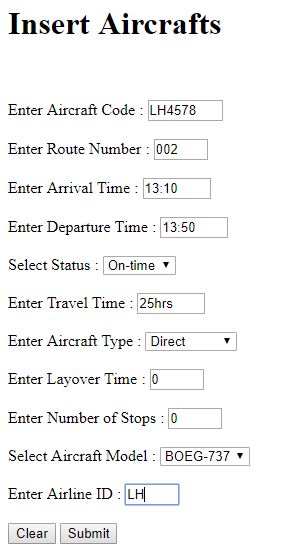 Insert Aircrafts
Enter Aircraft Code : LH4578
Enter Route Number : 002
Enter Arrival Time : 13:10
Enter Departure Time : 13:50
Select Status : On-time
Enter Travel Time : 25hrs
Enter Aircraft Type : Direct
Enter Layover Time : 0
Enter Number of Stops : 0
Select Aircraft Model : BOEG-737
Enter Airline ID : LH
Clear Submit